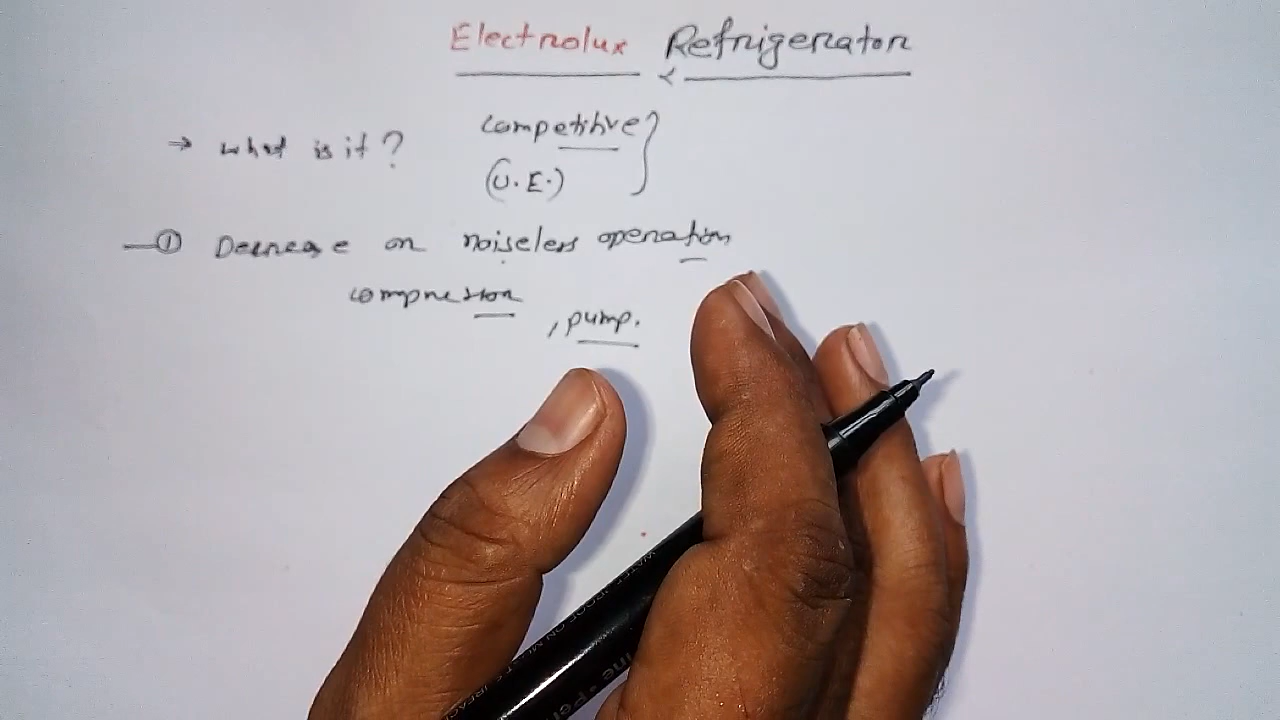 Electrolux Refrigerator
→ what is it? competitive
(U.E.)
① Decrease on noiseless operation
compression
, pump.